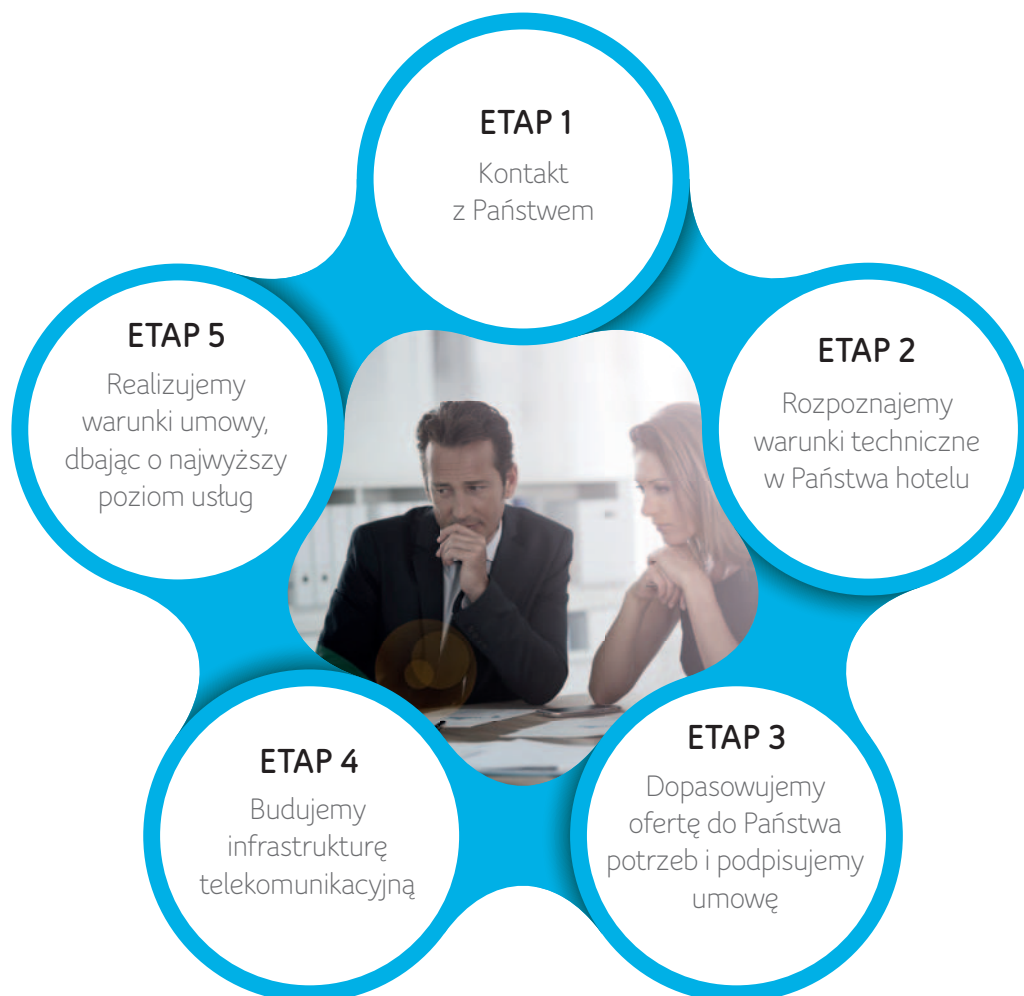 ETAP 1
Kontakt
z Państwem
ETAP 2
Rozpoznajemy
warunki techniczne
w Państwa hotelu
ETAP 3
Dopasowujemy
ofertę do Państwa
potrzeb i podpisujemy
umowę
ETAP 4
Budujemy
infrastrukturę
telekomunikacyjną
ETAP 5
Realizujemy
warunki umowy,
dbając o najwyższy
poziom usług